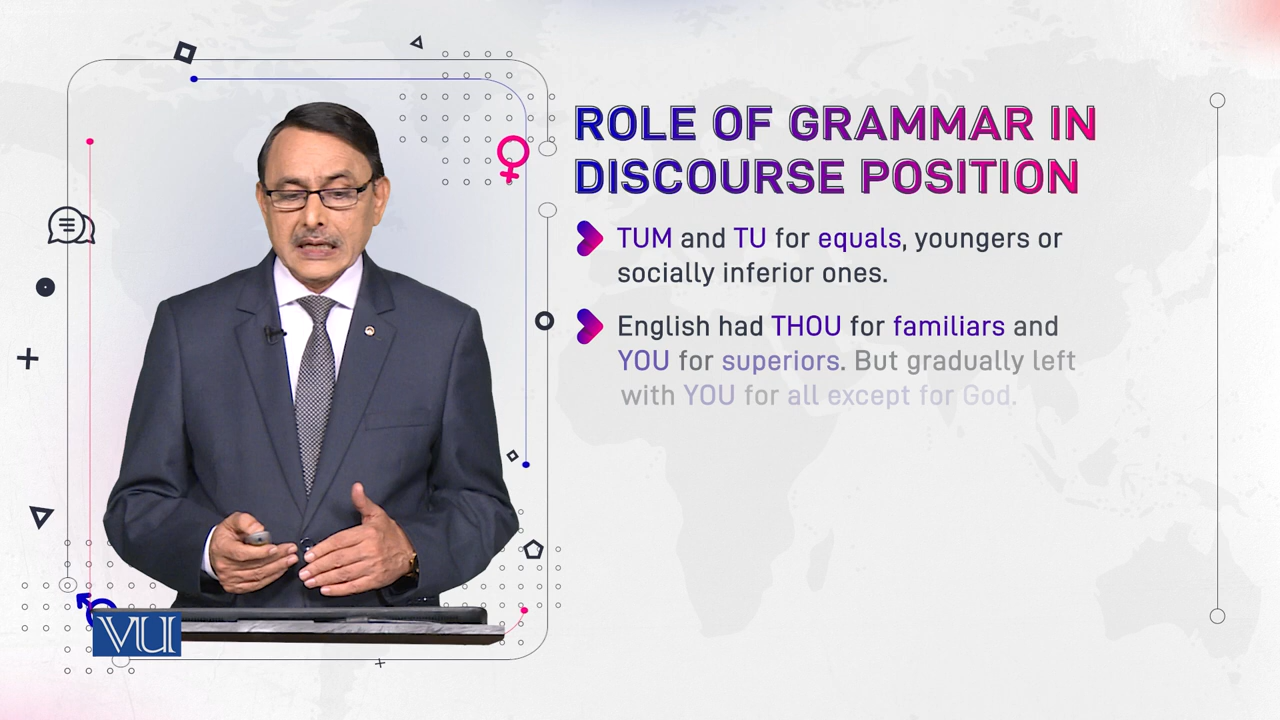 ROLE OF GRAMMAR IN
DISCOURSE POSITION
TUM and TU for equals, youngers or
socially inferior ones.
English had THOU for familiars and
YOU for superiors. But gradually left
with YOU for all except for God.
VU